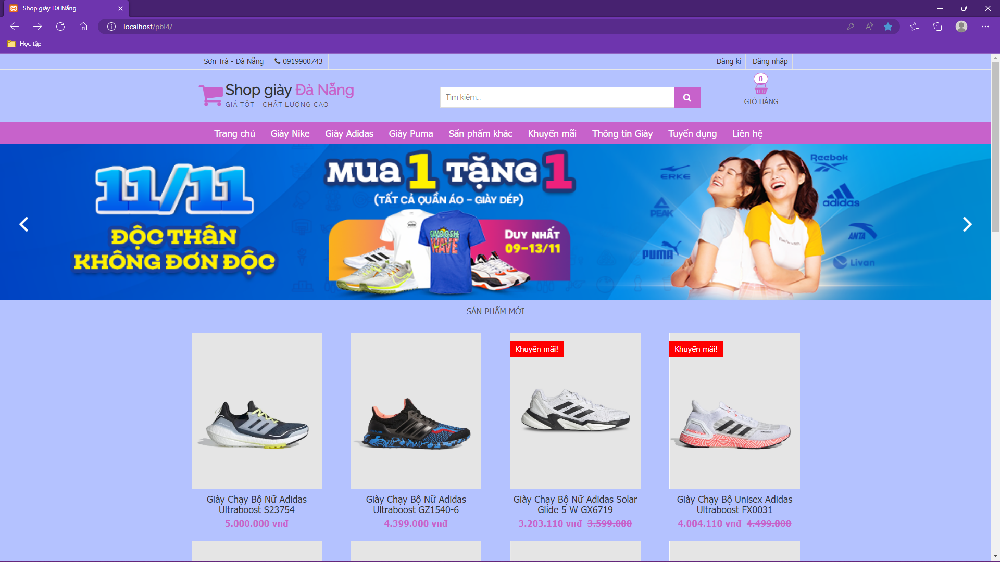 Shop giày Đà Nẵng
localhost/pbl4/
Học tập
Sơn Trà - Đà Nẵng
0919900743
Đăng kí
Đăng nhập
Shop giày Đà Nẵng
GIÁ TỐT - CHẤT LƯỢNG CAO
Tìm kiếm...
0
GIỎ HÀNG
Trang chủ
Giày Nike
Giày Adidas
Giày Puma
Sẩn phẩm khác
Khuyến mãi
Thông tin Giày
Tuyển dụng
Liên hệ
11/11
ĐỘC THÂN
KHÔNG ĐƠN ĐỘC
MUA 1 TẶNG 1
(TẤT CẢ QUẦN ÁO - GIÀY DÉP)
SWOOSH
WAVE
DUY NHẤT
09-13/11
ERKE
Reebok
PEAK
adidas
ANTA
PUMA
Livan
SẢN PHẨM MỚI
Khuyến mãi!
Khuyến mãi!
Giày Chạy Bộ Nữ Adidas
Ultraboost S23754
5.000.000 vnđ
Giày Chạy Bộ Nữ Adidas
Ultraboost GZ1540-6
4.399.000 vnđ
Giày Chạy Bộ Nữ Adidas Solar
Glide 5 W GX6719
3.203.110 vnđ 3.599.000
Giày Chạy Bộ Unisex Adidas
Ultraboost FX0031
4.004.110 vnđ 4.499.000